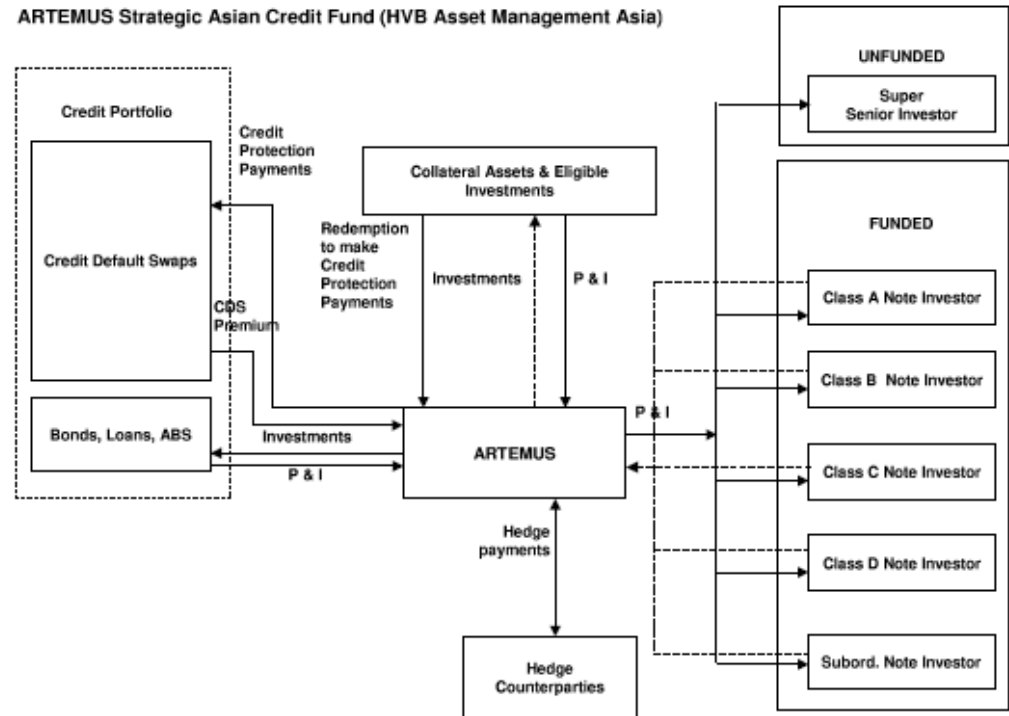 ARTEMUS Strategic Asian Credit Fund (HVB Asset Management Asia)
UNFUNDED
Super
Senior Investor
Credit Portfolio
Credit
Protection
Payments
Collateral Assets & Eligible
Investments
FUNDED
Redemption
to make
Credit
Protection
Payments
Investments
P & I
Credit Default Swaps
CDS
Premium
Class A Note Investor
Class B Note Investor
P & I
Bonds, Loans, ABS
Investments
P & I
ARTEMUS
Class C Note Investor
Hedge
payments
Class D Note Investor
Hedge
Counterparties
Subord. Note Investor